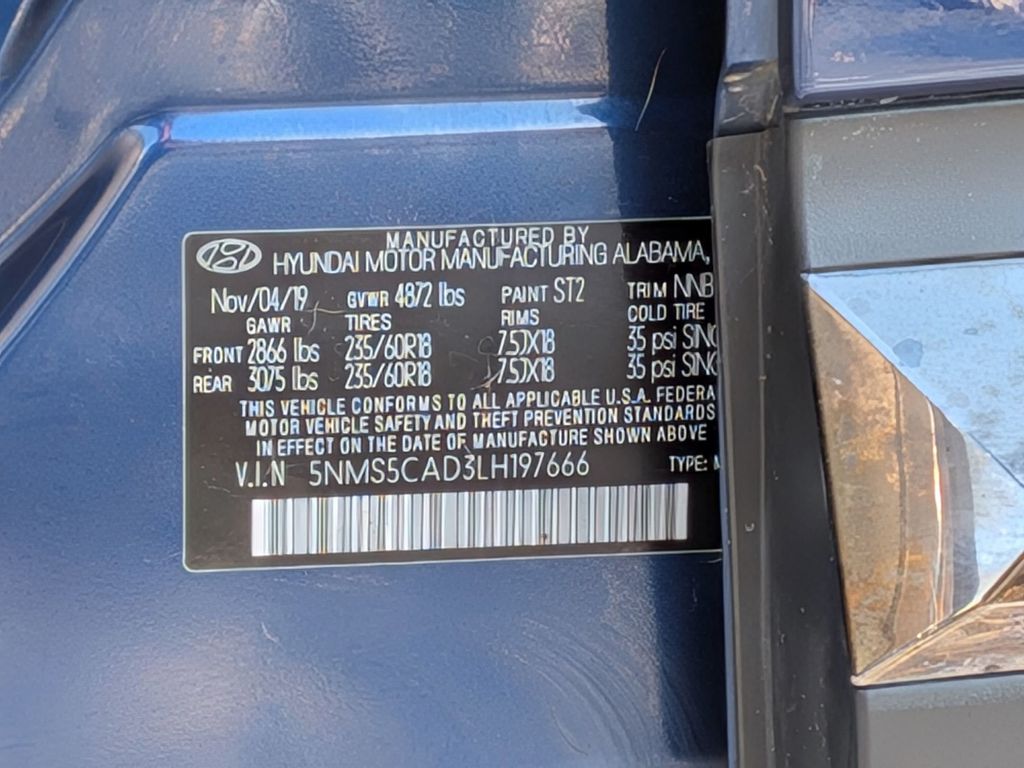 MANUFACTURED BY
HYUNDAI MOTOR MANUFACTURING ALABAMA,
Nov/04/19 GVWR 4872 lbs PAINT ST2 TRIM NNB
GAWR TIRES RIMS COLD TIRE
FRONT 2866 lbs 235/60R18 7.5JX18 35 psi SING
REAR 3075 lbs 235/60R18 7.5JX18 35 psi SING
THIS VEHICLE CONFORMS TO ALL APPLICABLE U.S.A. FEDERA
MOTOR VEHICLE SAFETY AND THEFT PREVENTION STANDARDS
IN EFFECT ON THE DATE OF MANUFACTURE SHOWN ABOVE
V.I.N 5NMS5CAD3LH197666 TYPE: